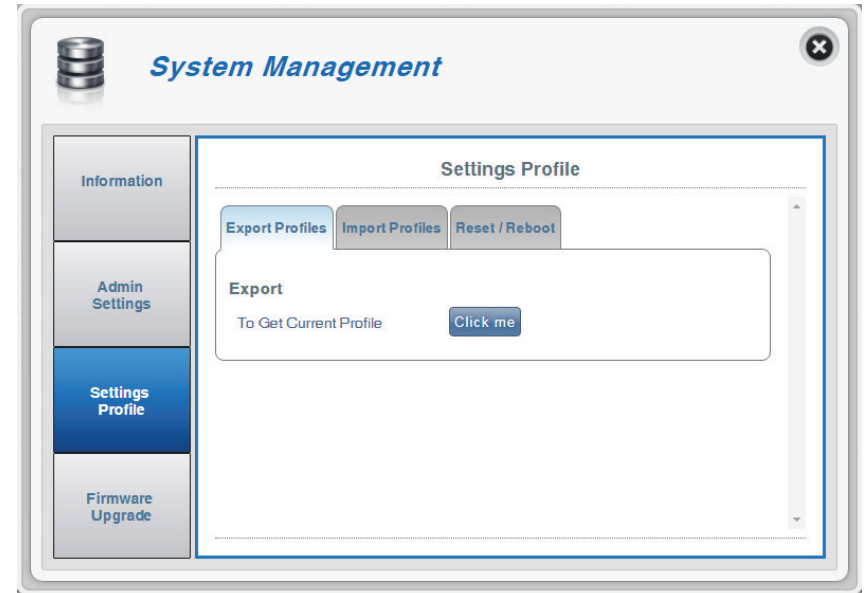 System Management
Information
Admin
Settings
Settings
Profile
Firmware
Upgrade
Settings Profile
Export Profiles
Import Profiles
Reset / Reboot
Export
To Get Current Profile
Click me